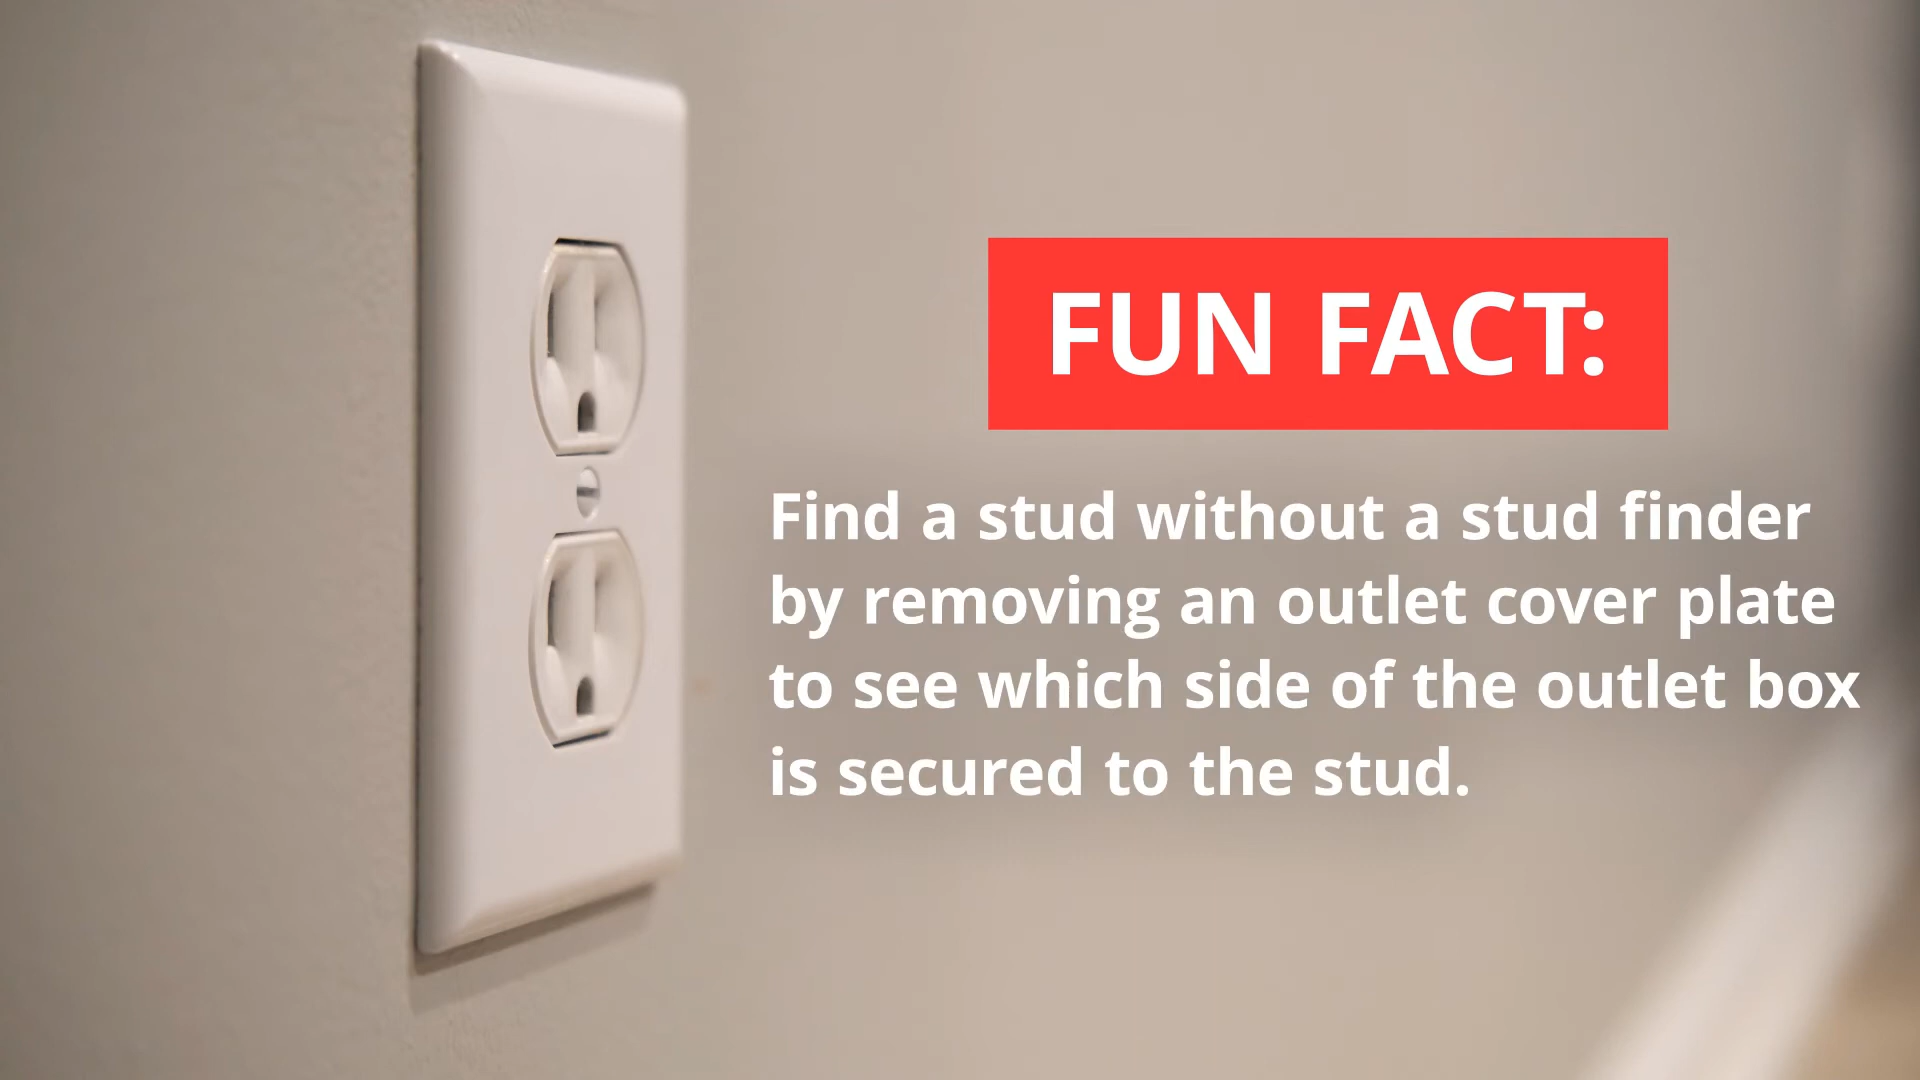 FUN FACT:
Find a stud without a stud finder
by removing an outlet cover plate
to see which side of the outlet box
is secured to the stud.